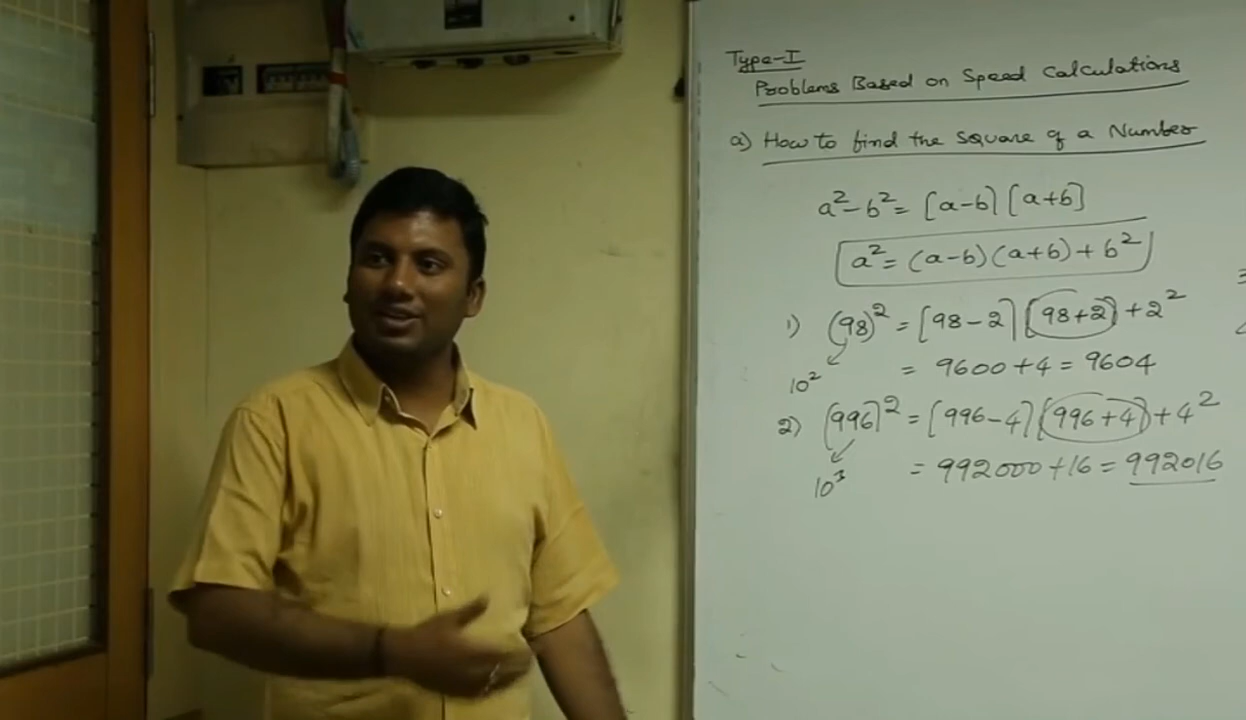 Type-I
Problems Based on Speed Calculations
a) How to find the square of a Number
a²-b² = [a-b] [a+b]
a² = (a-b)(a+b)+b²
1) (98)² = [98-2] [98+2] +2²
10² = 9600+4 = 9604
2) [996]² = [996-4] [996+4] +4²
10³ = 992000+16 = 992016